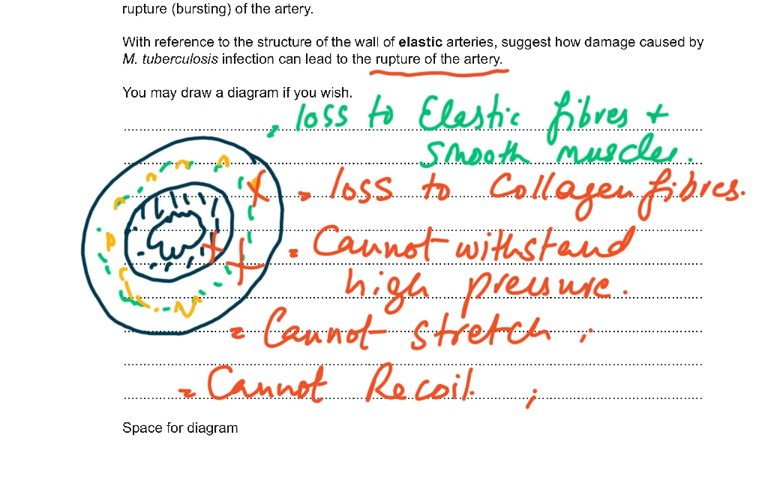 rupture (bursting) of the artery.
With reference to the structure of the wall of elastic arteries, suggest how damage caused by
M. tuberculosis infection can lead to the rupture of the artery.
You may draw a diagram if you wish.
loss to Elastic fibres +
smooth muscles.
= loss to Collagen fibres.
= Cannot withstand
high pressure.
= Cannot stretch ;
= Cannot Recoil ;
Space for diagram